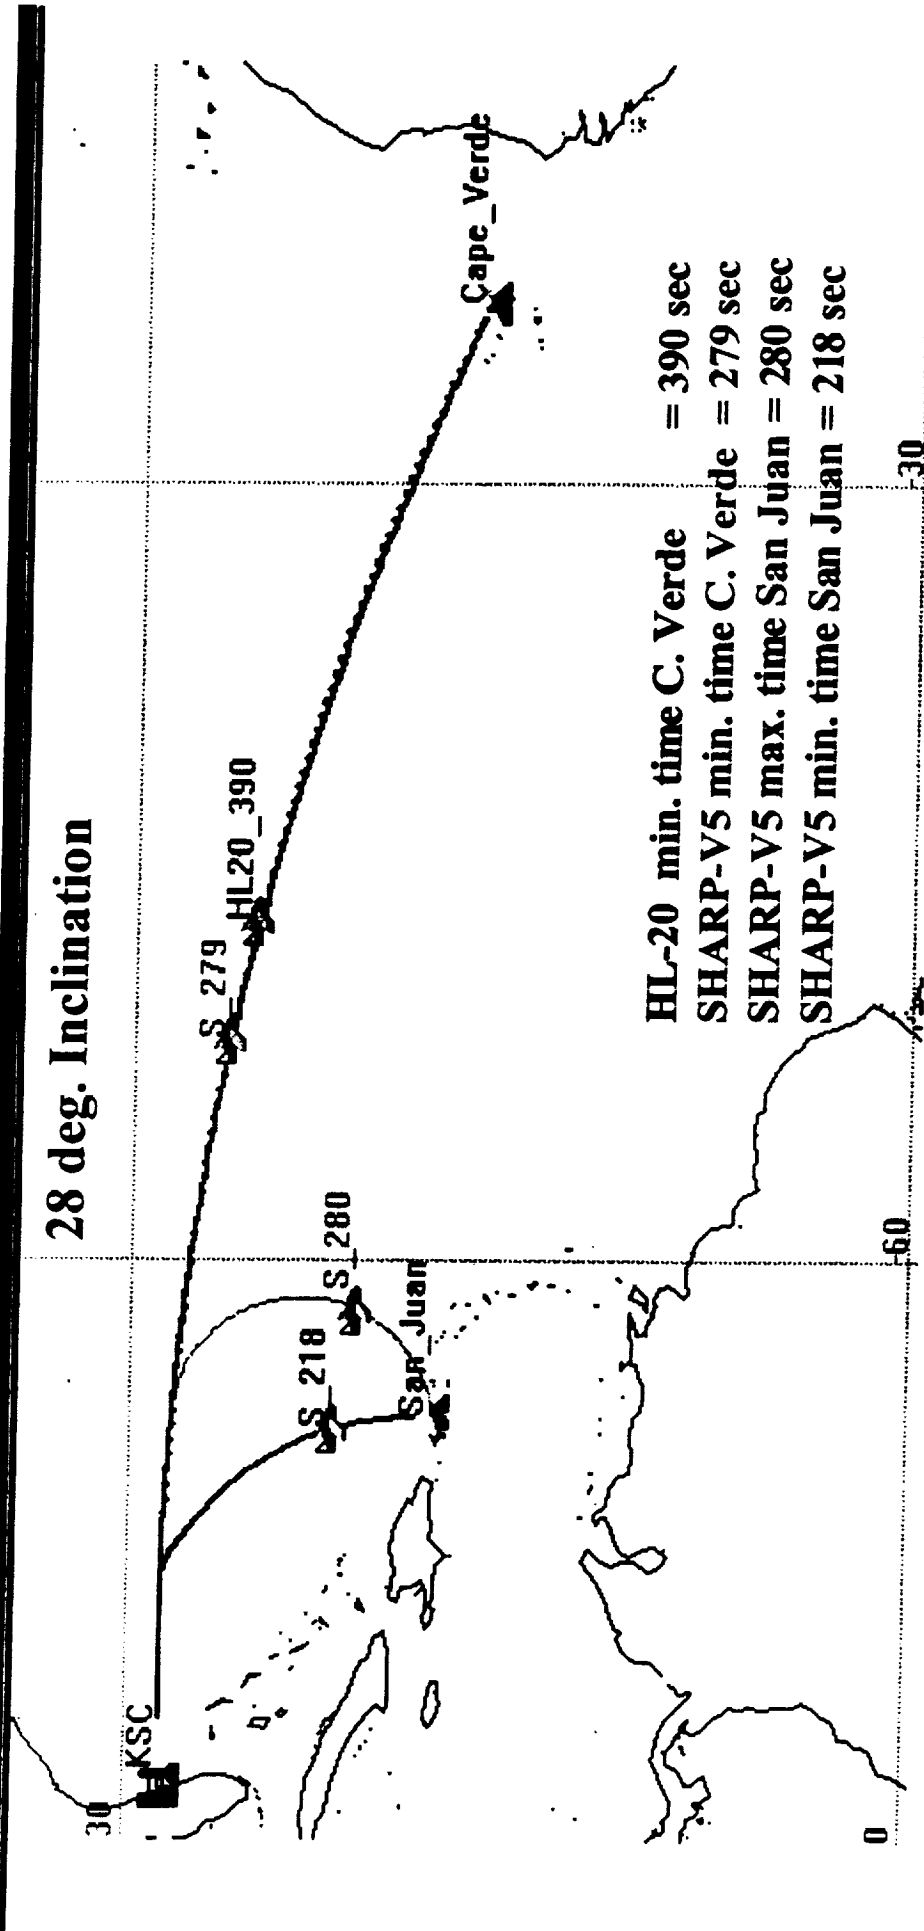 28 deg. Inclination
30
KSC
S_279
HL20_390
S_218
S_280
San_Juan
Cape_Verde
HL-20 min. time C. Verde = 390 sec
SHARP-V5 min. time C. Verde = 279 sec
SHARP-V5 max. time San Juan = 280 sec
SHARP-V5 min. time San Juan = 218 sec
0
-60
-30